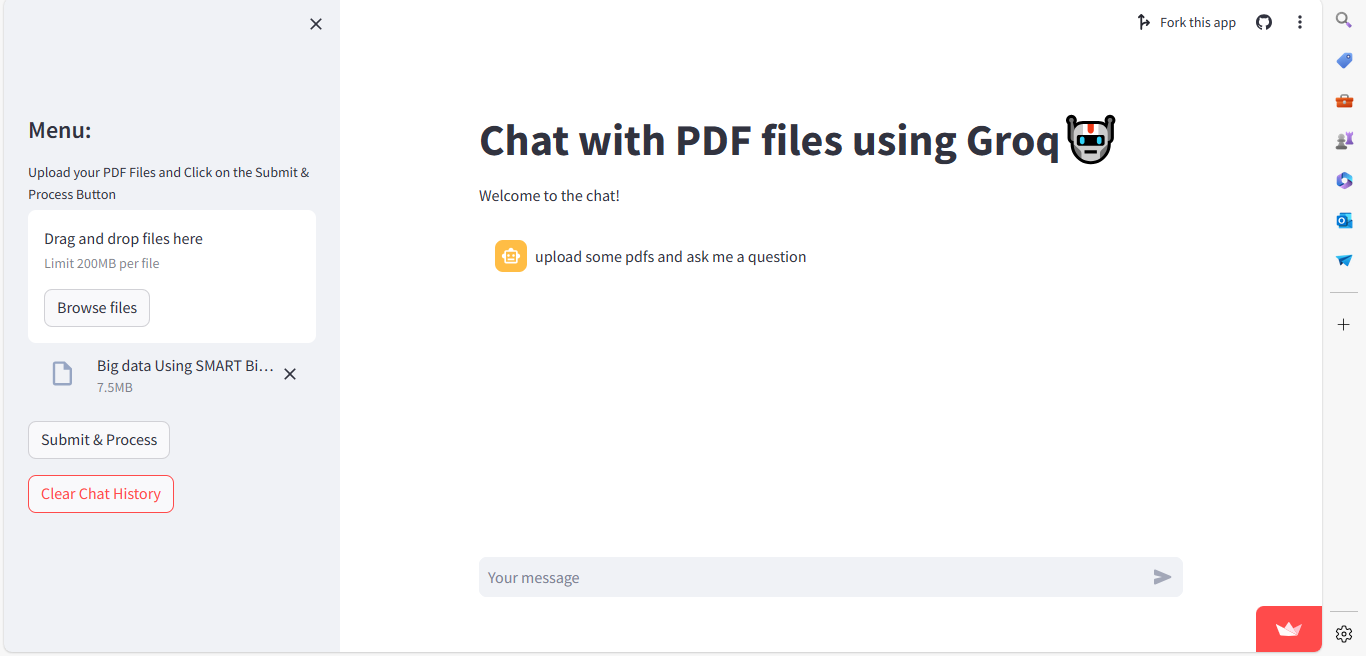 Fork this app
Menu:
Upload your PDF Files and Click on the Submit &
Process Button
Drag and drop files here
Limit 200MB per file
Browse files
Big data Using SMART Bi...
7.5MB
Submit & Process
Clear Chat History
Chat with PDF files using Groq
Welcome to the chat!
upload some pdfs and ask me a question
Your message